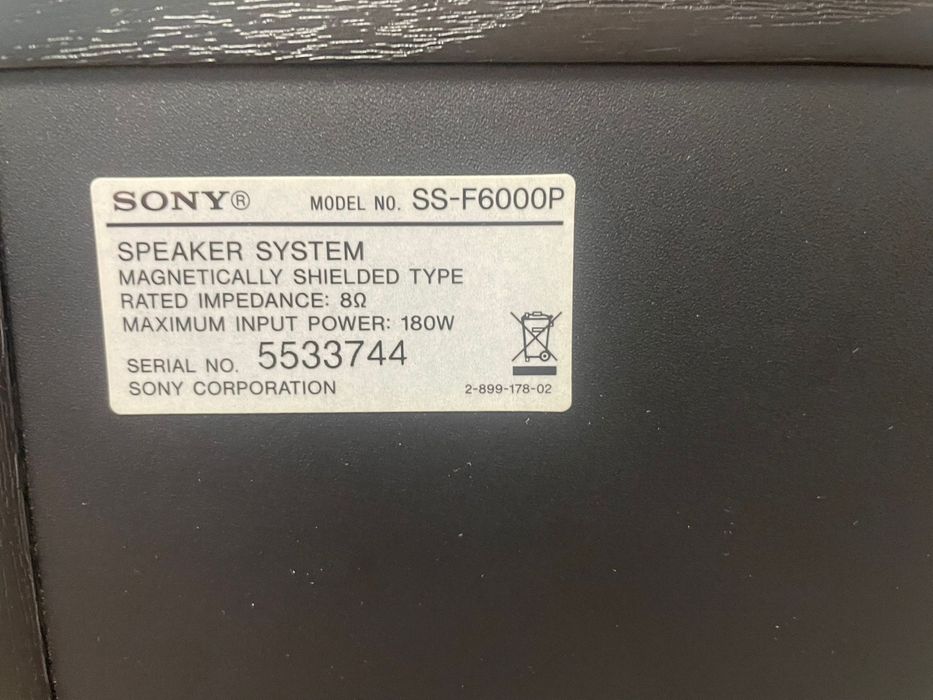 SONY® MODEL NO. SS-F6000P
SPEAKER SYSTEM
MAGNETICALLY SHIELDED TYPE
RATED IMPEDANCE: 8Ω
MAXIMUM INPUT POWER: 180W
SERIAL NO. 5533744
SONY CORPORATION 2-899-178-02